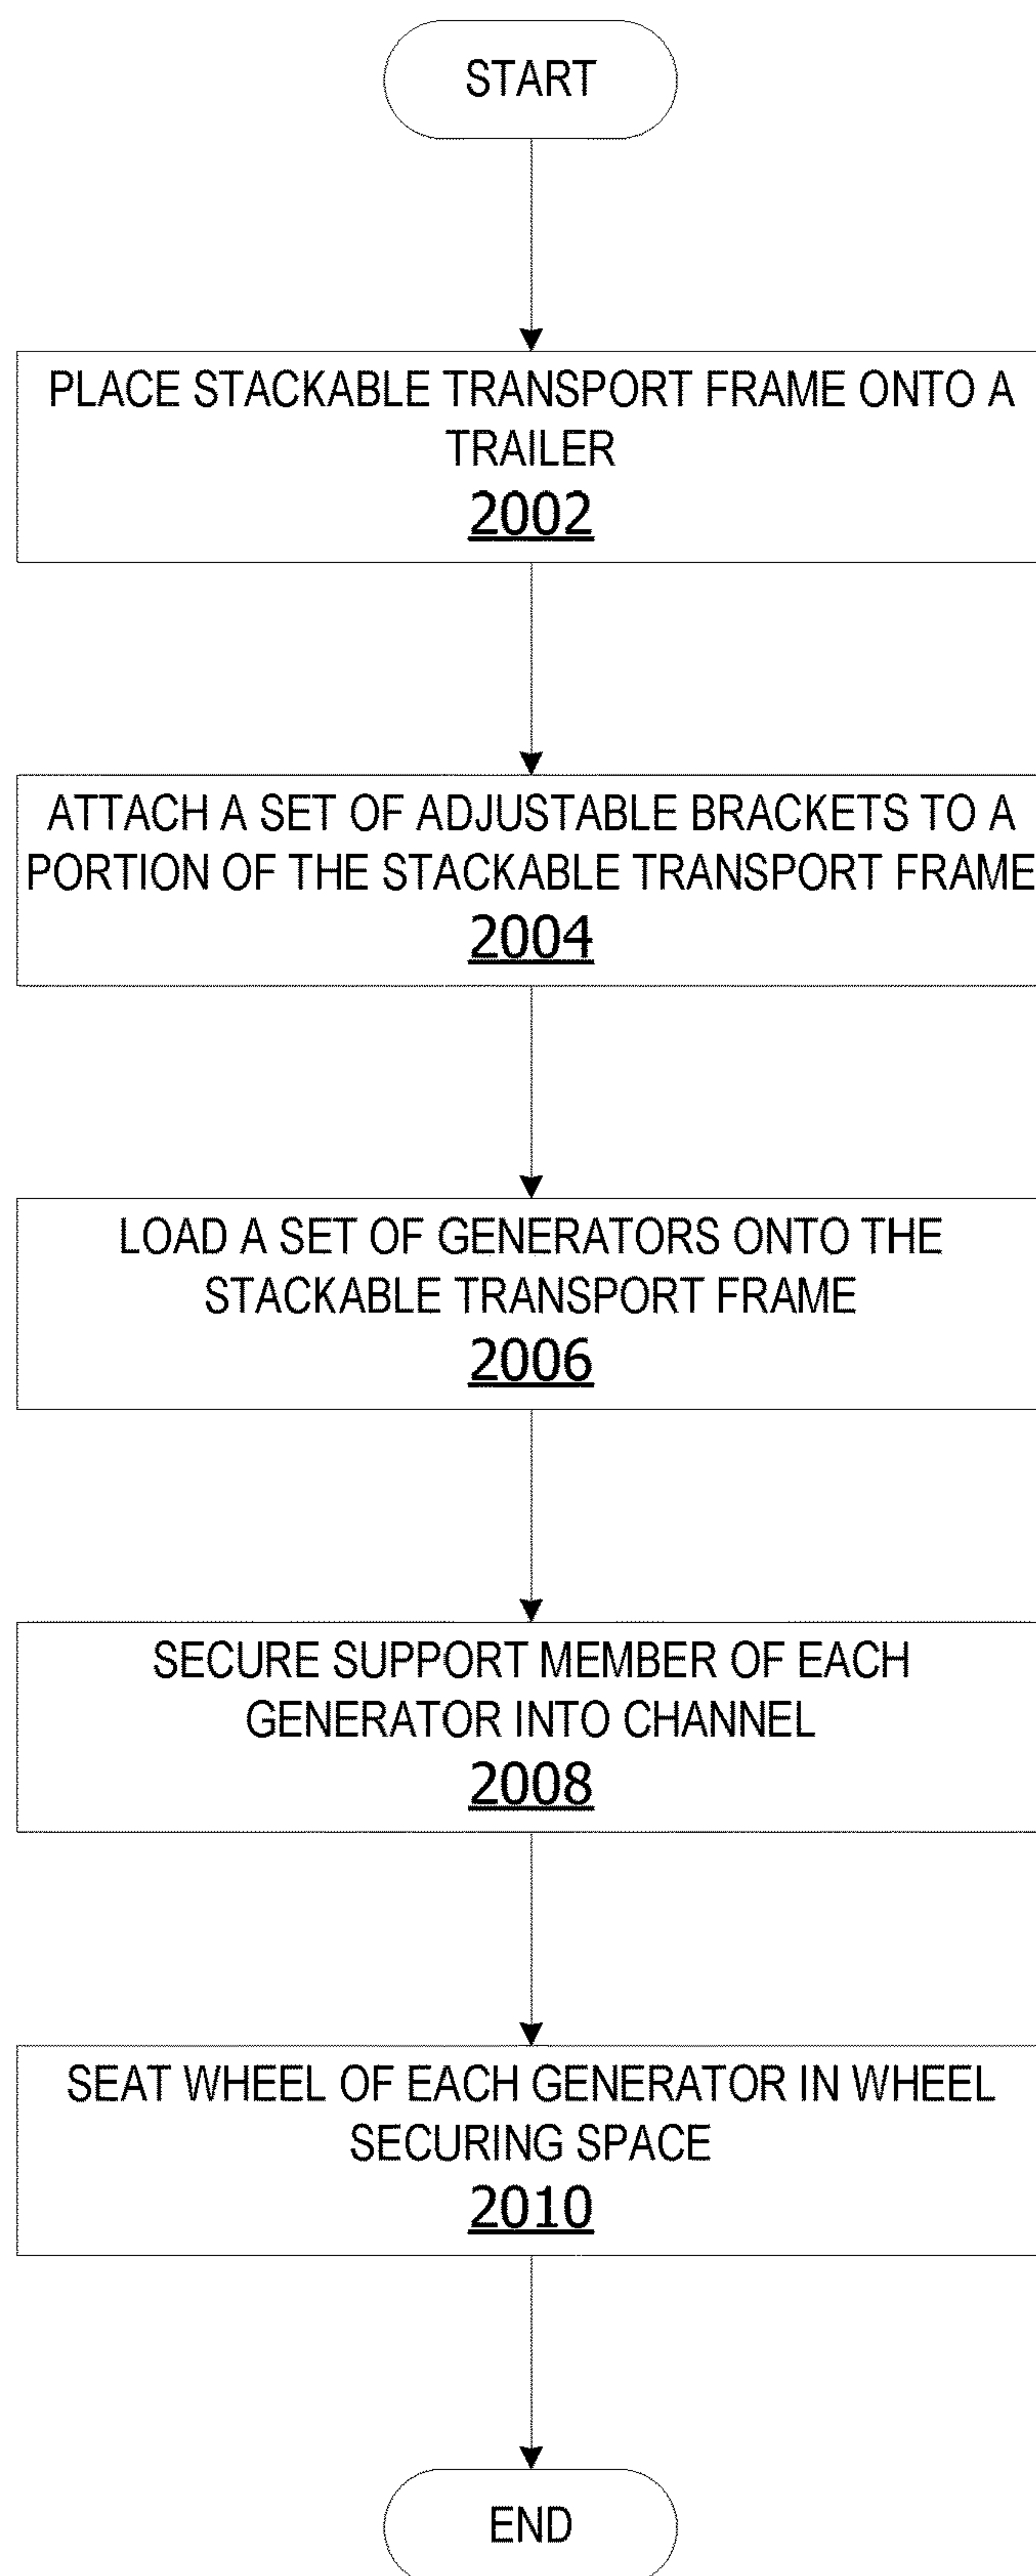 START
PLACE STACKABLE TRANSPORT FRAME ONTO A
TRAILER
2002
ATTACH A SET OF ADJUSTABLE BRACKETS TO A
PORTION OF THE STACKABLE TRANSPORT FRAME
2004
LOAD A SET OF GENERATORS ONTO THE
STACKABLE TRANSPORT FRAME
2006
SECURE SUPPORT MEMBER OF EACH
GENERATOR INTO CHANNEL
2008
SEAT WHEEL OF EACH GENERATOR IN WHEEL
SECURING SPACE
2010
END